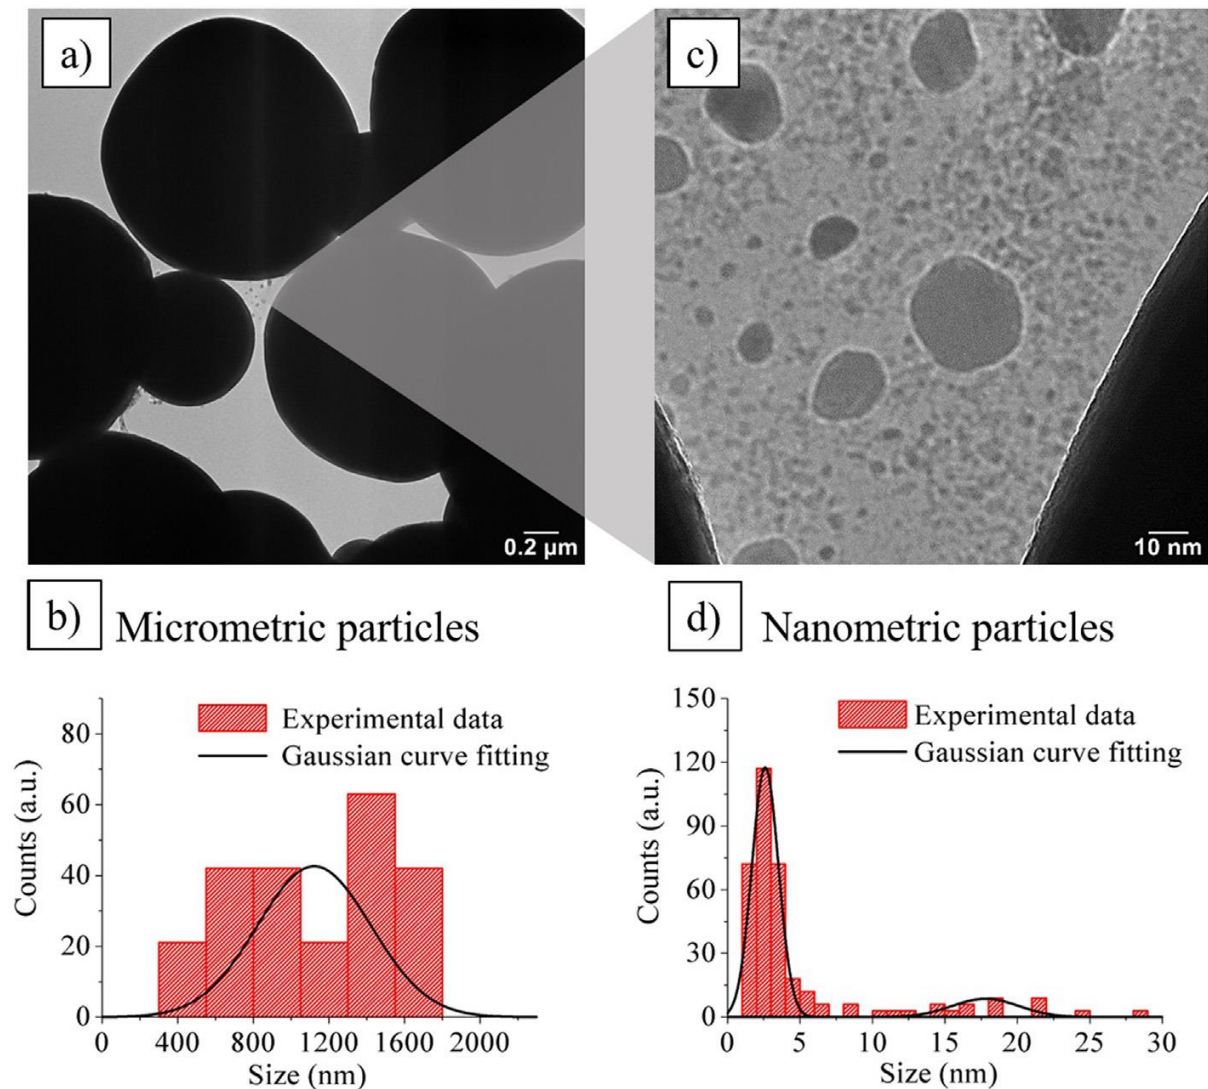 a)
0.2 µm
c)
10 nm
b)
Micrometric particles
Experimental data
Gaussian curve fitting
Counts (a.u.)
80
60
40
20
0
0 400 800 1200 1600 2000
Size (nm)
d)
Nanometric particles
Experimental data
Gaussian curve fitting
Counts (a.u.)
150
120
90
60
30
0
0 5 10 15 20 25 30
Size (nm)